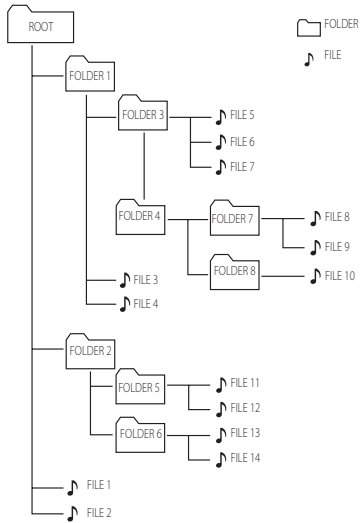 ROOT
FOLDER
FILE
FOLDER 1
FOLDER 3
FILE 5
FILE 6
FILE 7
FOLDER 4
FOLDER 7
FILE 8
FILE 9
FOLDER 8
FILE 10
FILE 3
FILE 4
FOLDER 2
FOLDER 5
FILE 11
FILE 12
FOLDER 6
FILE 13
FILE 14
FILE 1
FILE 2